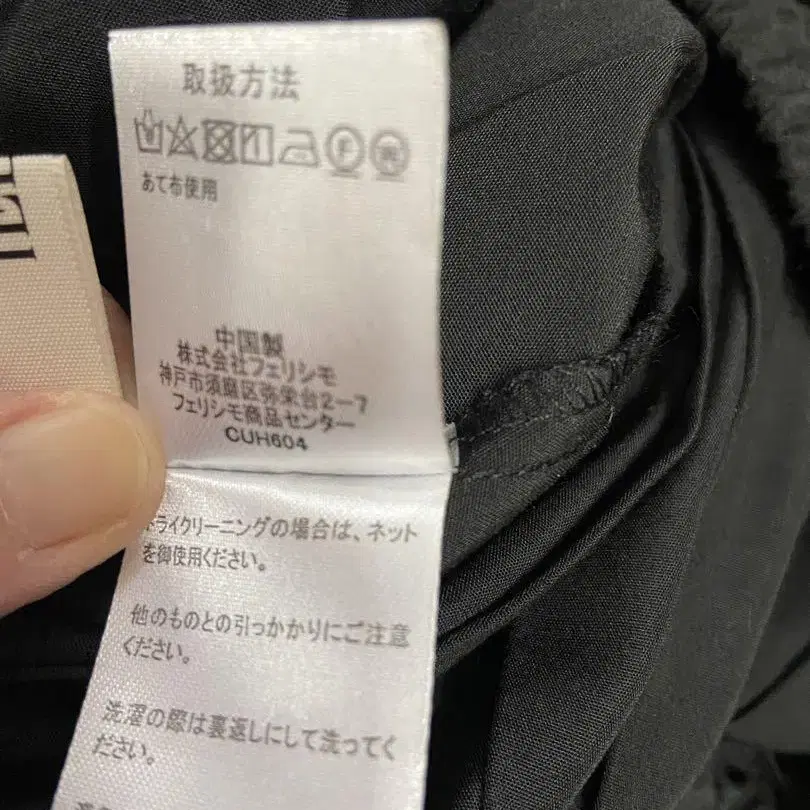 取扱方法
F
W
あて布使用
中国製
株式会社フェリシモ
神戸市須磨区弥栄台2-7
フェリシモ商品センター
CUH604
ドライクリーニングの場合は、ネット
を御使用ください。
他のものとの引っかかりにご注意
ください。
洗濯の際は裏返しにして洗ってく
ださい。